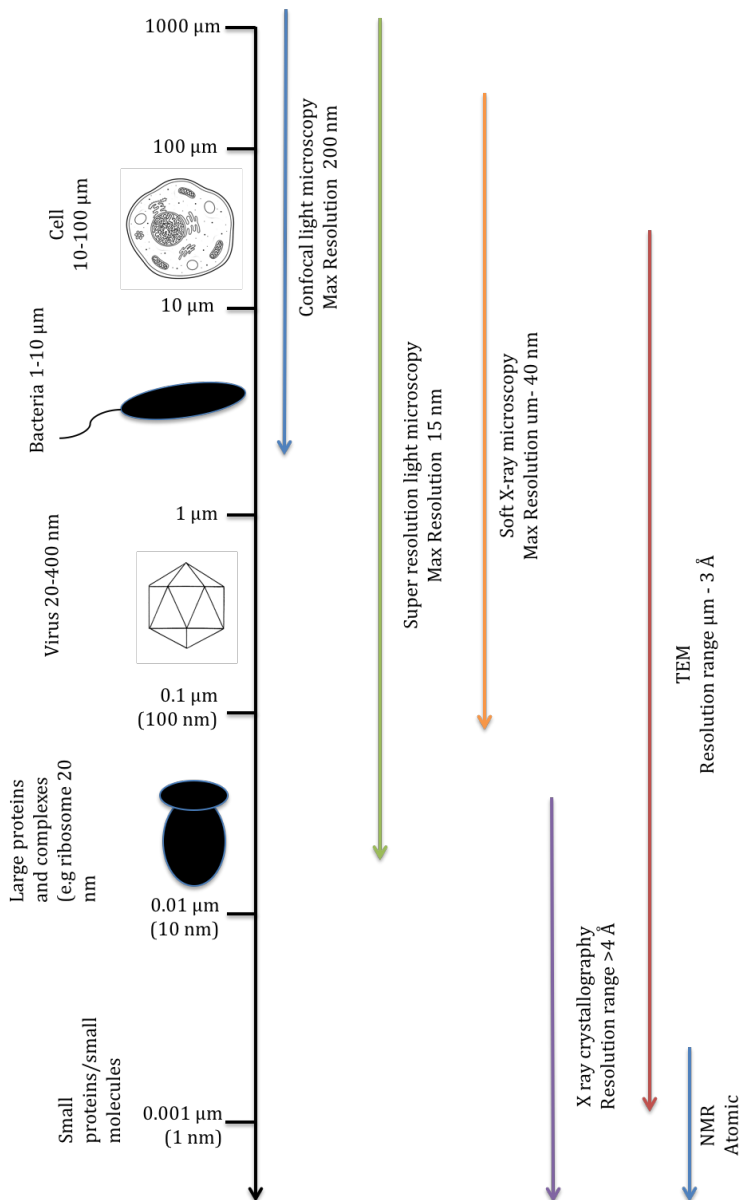 1000 µm
100 µm
Cell
10-100 µm
10 µm
Bacteria 1-10 µm
1 µm
Virus 20-400 nm
0.1 µm
(100 nm)
Large proteins
and complexes
(e.g ribosome 20
nm
0.01 µm
(10 nm)
Small
proteins/small
molecules
0.001 µm
(1 nm)
Confocal light microscopy
Max Resolution 200 nm
Super resolution light microscopy
Max Resolution 15 nm
Soft X-ray microscopy
Max Resolution um- 40 nm
X ray crystallography
Resolution range >4 Å
TEM
Resolution range µm - 3 Å
NMR
Atomic